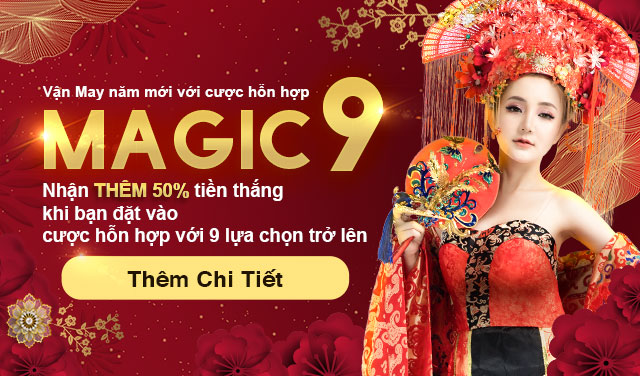 Vận May năm mới với cược hỗn hợp
MAGIC 9
Nhận THÊM 50% tiền thắng
khi bạn đặt vào
cược hỗn hợp với 9 lựa chọn trở lên
Thêm Chi Tiết